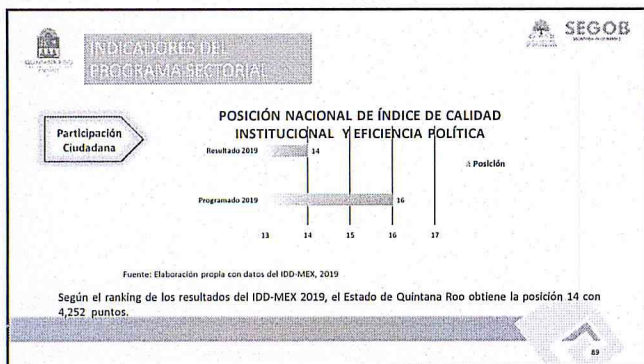 SEGOB
INDICADORES DEL
PROGRAMA SECTORIAL
Participación
Ciudadana
POSICIÓN NACIONAL DE ÍNDICE DE CALIDAD
INSTITUCIONAL Y EFICIENCIA POLÍTICA
Resultado 2019
14
Posición
Programado 2019
16
13 14 15 16 17
Fuente: Elaboración propia con datos del IDD-MEX, 2019
Según el ranking de los resultados del IDD-MEX 2019, el Estado de Quintana Roo obtiene la posición 14 con
4,252 puntos.
89